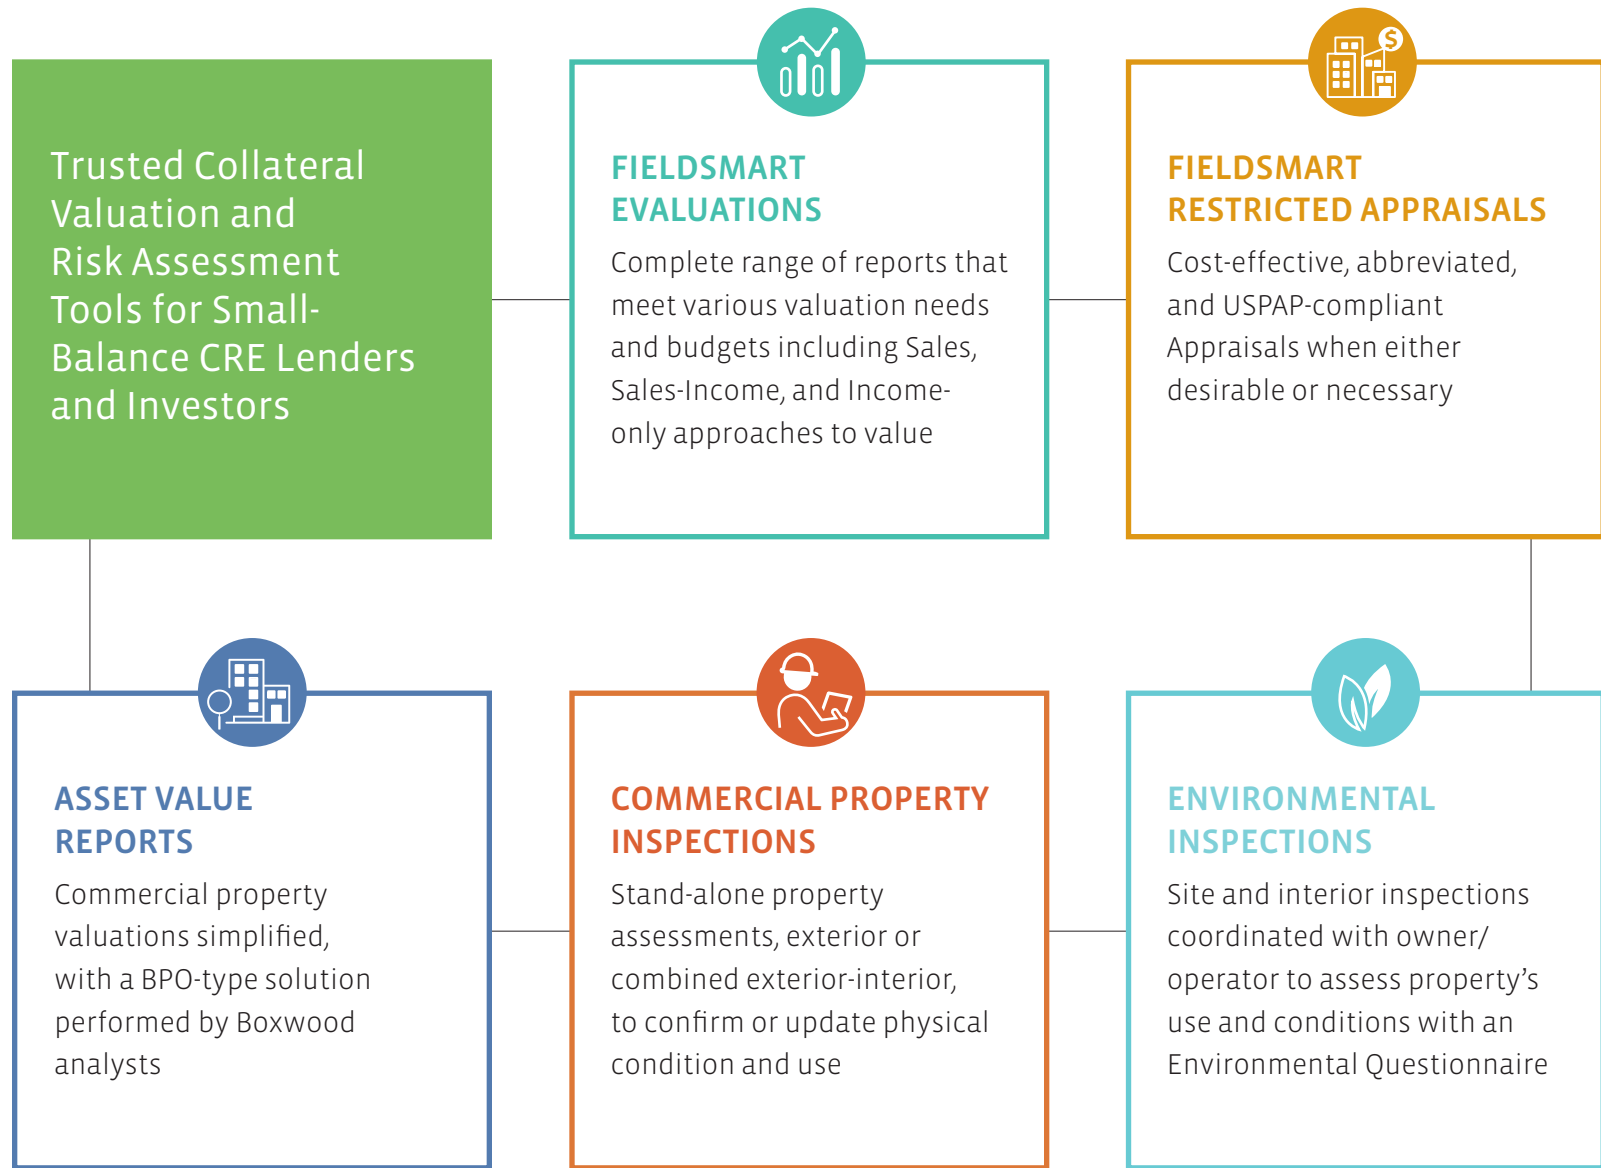 Trusted Collateral
Valuation and
Risk Assessment
Tools for Small-
Balance CRE Lenders
and Investors
FIELDSMART
EVALUATIONS
Complete range of reports that
meet various valuation needs
and budgets including Sales,
Sales-Income, and Income-
only approaches to value
$
FIELDSMART
RESTRICTED APPRAISALS
Cost-effective, abbreviated,
and USPAP-compliant
Appraisals when either
desirable or necessary
ASSET VALUE
REPORTS
Commercial property
valuations simplified,
with a BPO-type solution
performed by Boxwood
analysts
COMMERCIAL PROPERTY
INSPECTIONS
Stand-alone property
assessments, exterior or
combined exterior-interior,
to confirm or update physical
condition and use
ENVIRONMENTAL
INSPECTIONS
Site and interior inspections
coordinated with owner/
operator to assess property’s
use and conditions with an
Environmental Questionnaire